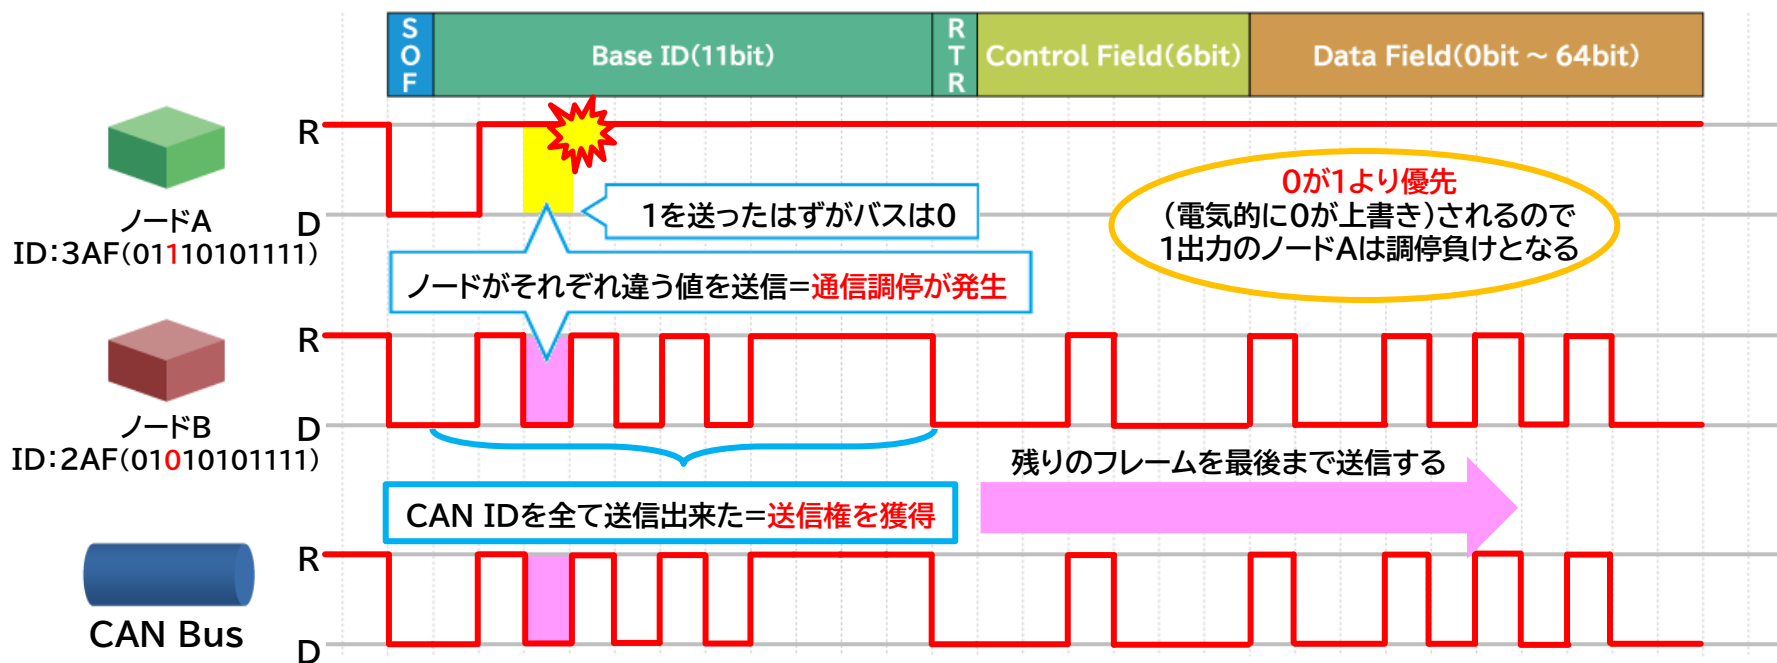 SOF
Base ID(11bit)
RTR
Control Field(6bit)
Data Field(0bit ~ 64bit)
R
D
ノードA
ID:3AF(01110101111)
1を送ったはずがバスは0
0が1より優先
(電気的に0が上書き)されるので
1出力のノードAは調停負けとなる
ノードがそれぞれ違う値を送信=通信調停が発生
R
D
ノードB
ID:2AF(01010101111)
残りのフレームを最後まで送信する
CAN IDを全て送信出来た=送信権を獲得
R
D
CAN Bus